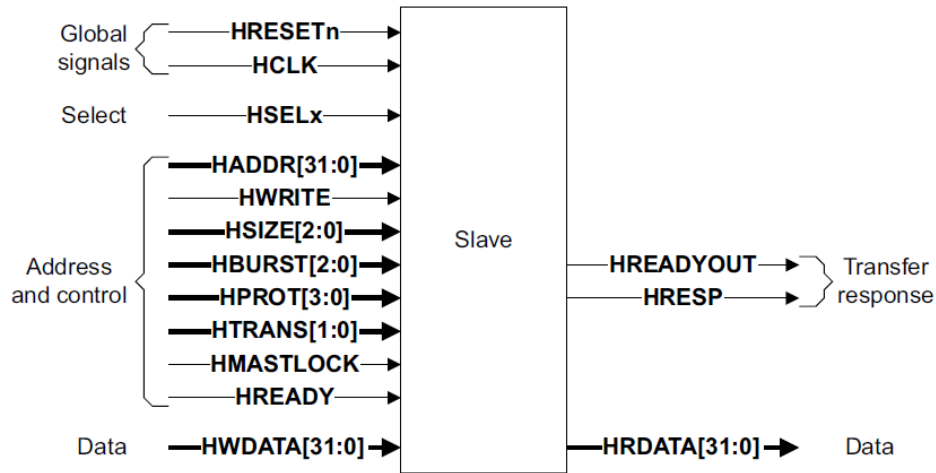 Global
signals
HRESETn
HCLK
Select
HSELx
HADDR[31:0]
HWRITE
HSIZE[2:0]
Address
and control
HBURST[2:0]
HPROT[3:0]
HTRANS[1:0]
HMASTLOCK
HREADY
Data
HWDATA[31:0]
Slave
HREADYOUT
HRESP
Transfer
response
HRDATA[31:0]
Data